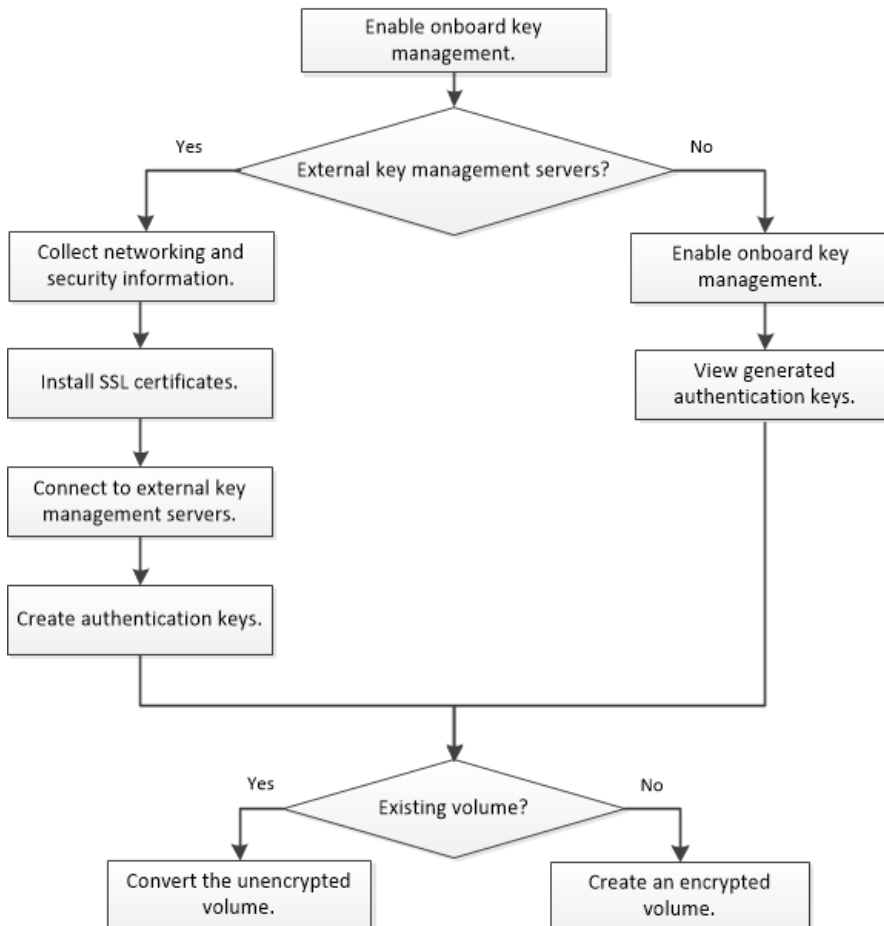 Enable onboard key
management.
Yes
No
External key management servers?
Collect networking and
security information.
Enable onboard key
management.
Install SSL certificates.
View generated
authentication keys.
Connect to external key
management servers.
Create authentication keys.
Yes
No
Existing volume?
Convert the unencrypted
volume.
Create an encrypted
volume.